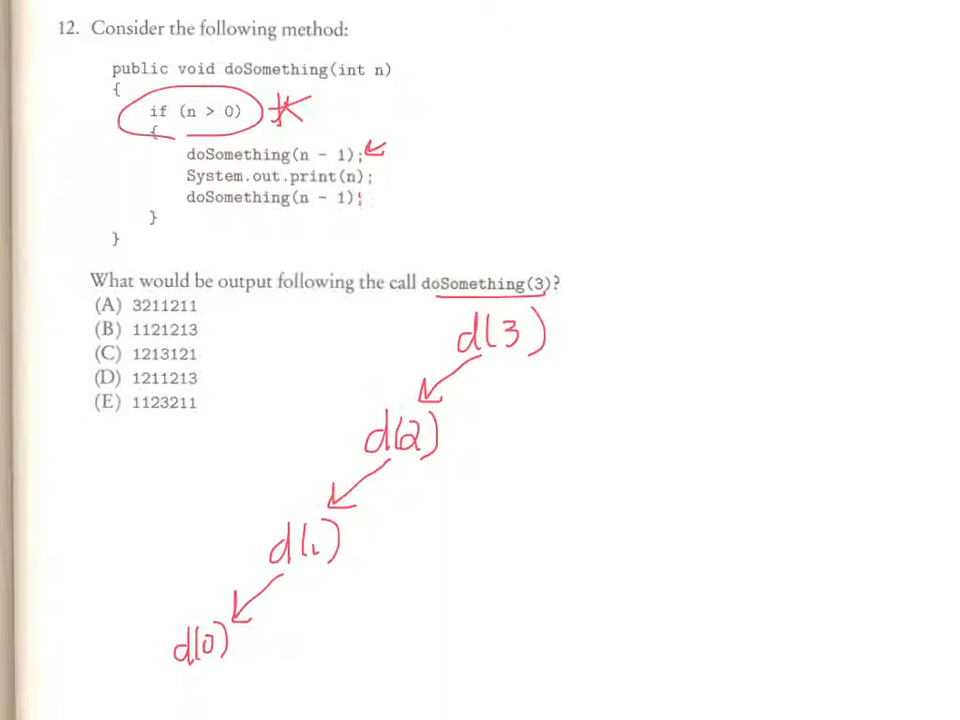 12. Consider the following method:
public void doSomething(int n)
{
if (n > 0)
{
doSomething(n - 1);
System.out.print(n);
doSomething(n - 1);
}
}
What would be output following the call doSomething(3)?
(A) 3211211
(B) 1121213
(C) 1213121
(D) 1211213
(E) 1123211
d(3)
d(2)
d(1)
d(0)